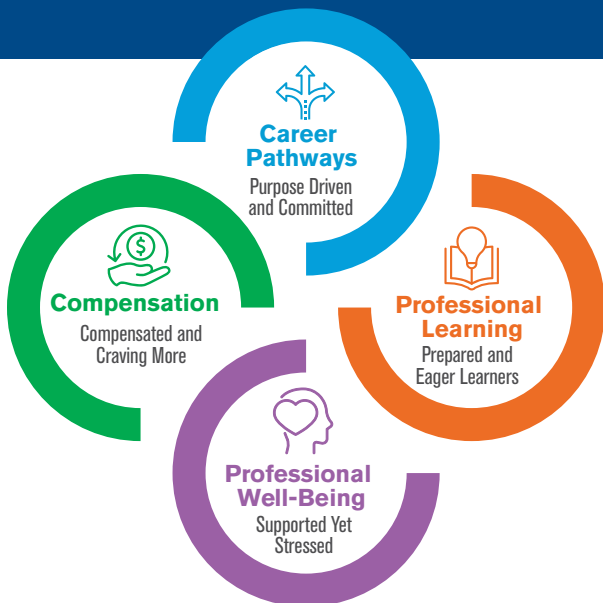 Career
Pathways
Purpose Driven
and Committed
$
Compensation
Compensated and
Craving More
Professional
Learning
Prepared and
Eager Learners
Professional
Well-Being
Supported Yet
Stressed